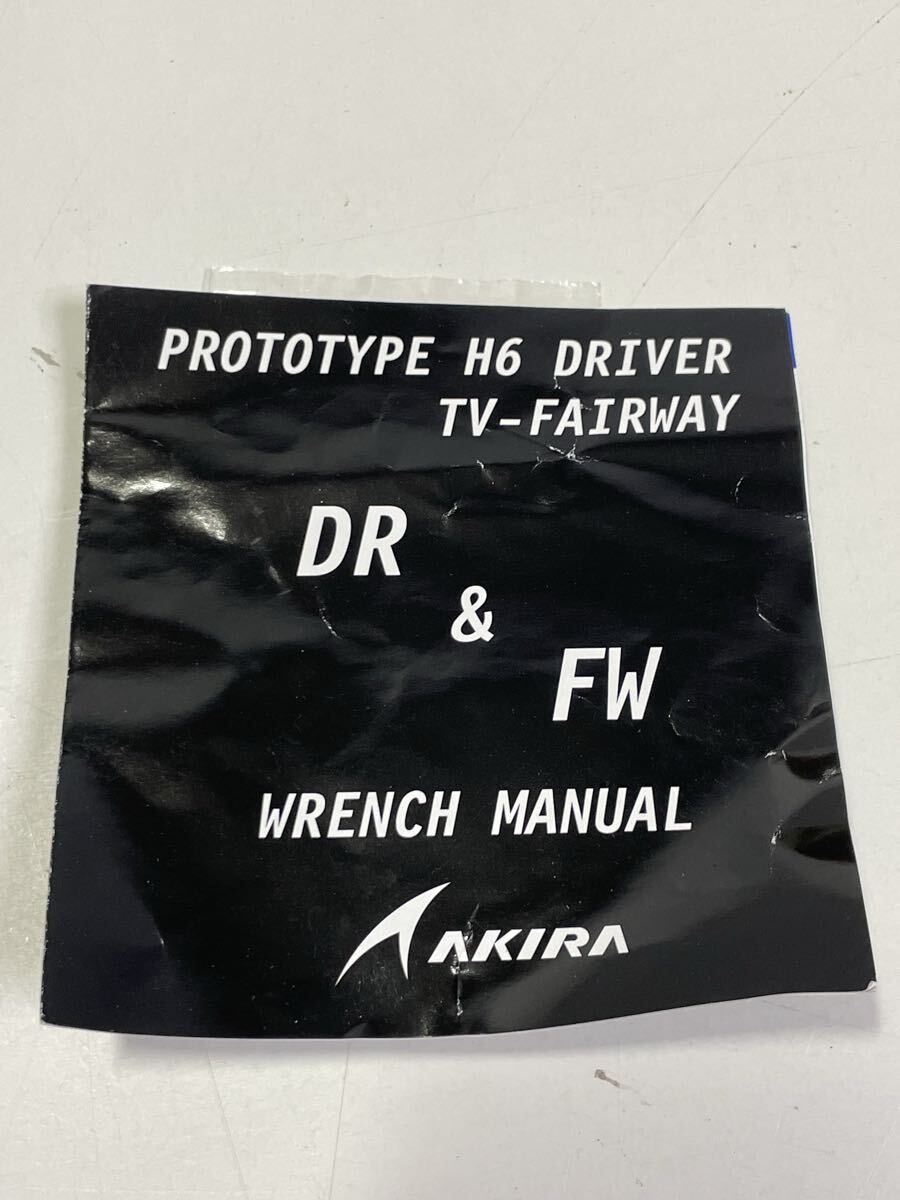 PROTOTYPE H6 DRIVER
TV-FAIRWAY
DR
&
FW
WRENCH MANUAL
AKIRA